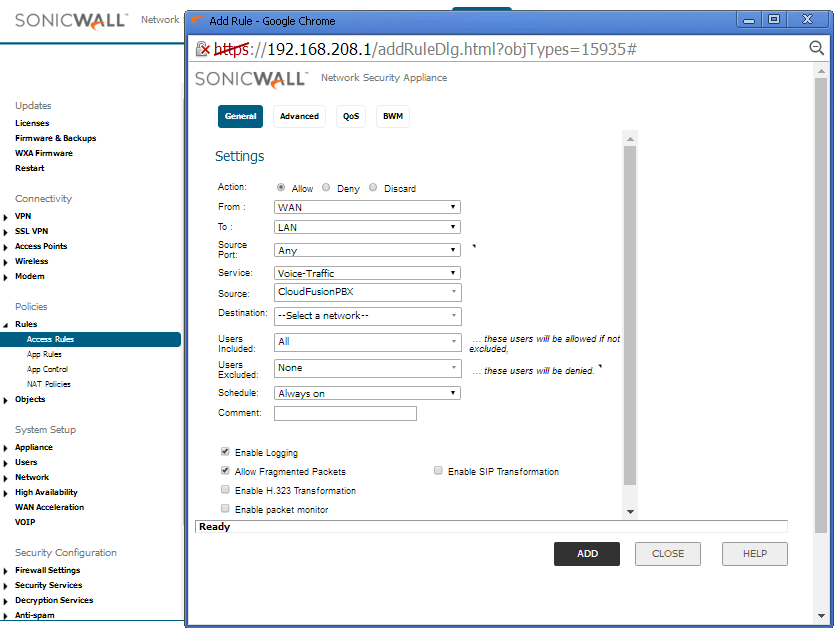 SONICWALL Network
Add Rule - Google Chrome
https://192.168.208.1/addRuleDlg.html?objTypes=15935#
SONICWALL Network Security Appliance
General Advanced QoS BWM
Settings
Action: Allow Deny Discard
From : WAN
To : LAN
Source
Port: Any
Service: Voice-Traffic
Source: CloudFusionPBX
Destination: --Select a network--
Users
Included: All ... these users will be allowed if not
excluded,
Users
Excluded: None ... these users will be denied.
Schedule: Always on
Comment:
Enable Logging
Allow Fragmented Packets Enable SIP Transformation
Enable H.323 Transformation
Enable packet monitor
Ready
ADD CLOSE HELP
Updates
Licenses
Firmware & Backups
WXA Firmware
Restart
Connectivity
VPN
SSL VPN
Access Points
Wireless
Modem
Policies
Rules
Access Rules
App Rules
App Control
NAT Policies
Objects
System Setup
Appliance
Users
Network
High Availability
WAN Acceleration
VOIP
Security Configuration
Firewall Settings
Security Services
Decryption Services
Anti-spam